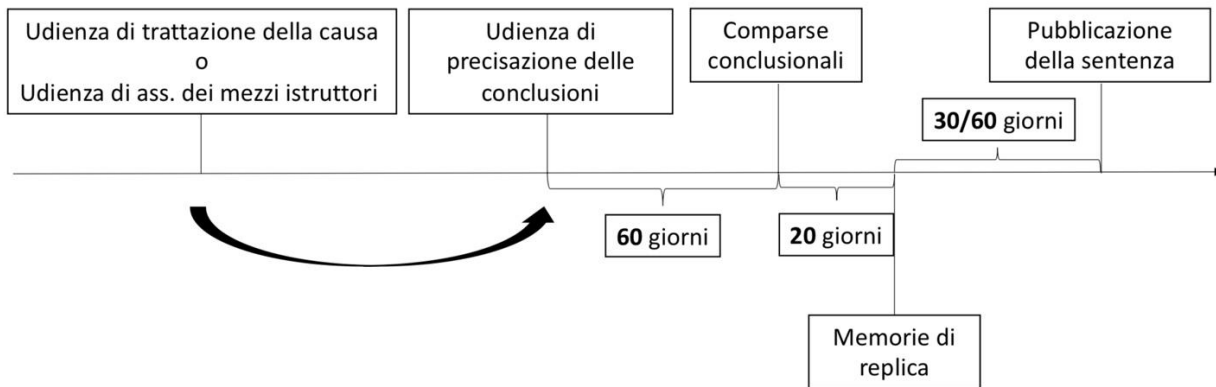 Udienza di trattazione della causa
o
Udienza di ass. dei mezzi istruttori
Udienza di
precisazione delle
conclusioni
Comparse
conclusionali
Pubblicazione
della sentenza
30/60 giorni
60 giorni
20 giorni
Memorie di
replica